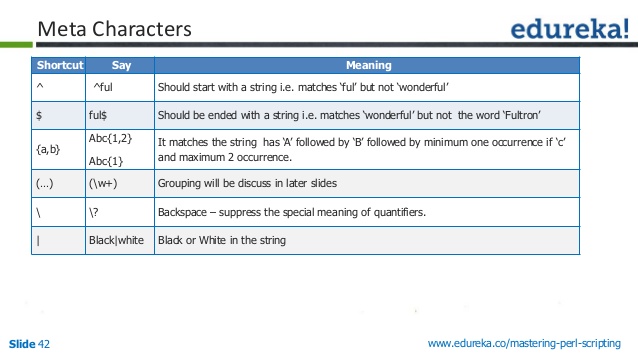 Meta Characters
edureka!
Shortcut Say Meaning
^ ^ful Should start with a string i.e. matches ‘ful’ but not ‘wonderful’
$ ful$ Should be ended with a string i.e. matches ‘wonderful’ but not the word ‘Fultron’
{a,b} Abc{1,2} It matches the string has ‘A’ followed by ‘B’ followed by minimum one occurrence if ‘c’
Abc{1} and maximum 2 occurrence.
(…) (\w+) Grouping will be discuss in later slides
\ \? Backspace – suppress the special meaning of quantifiers.
| Black|white Black or White in the string
Slide 42 www.edureka.co/mastering-perl-scripting